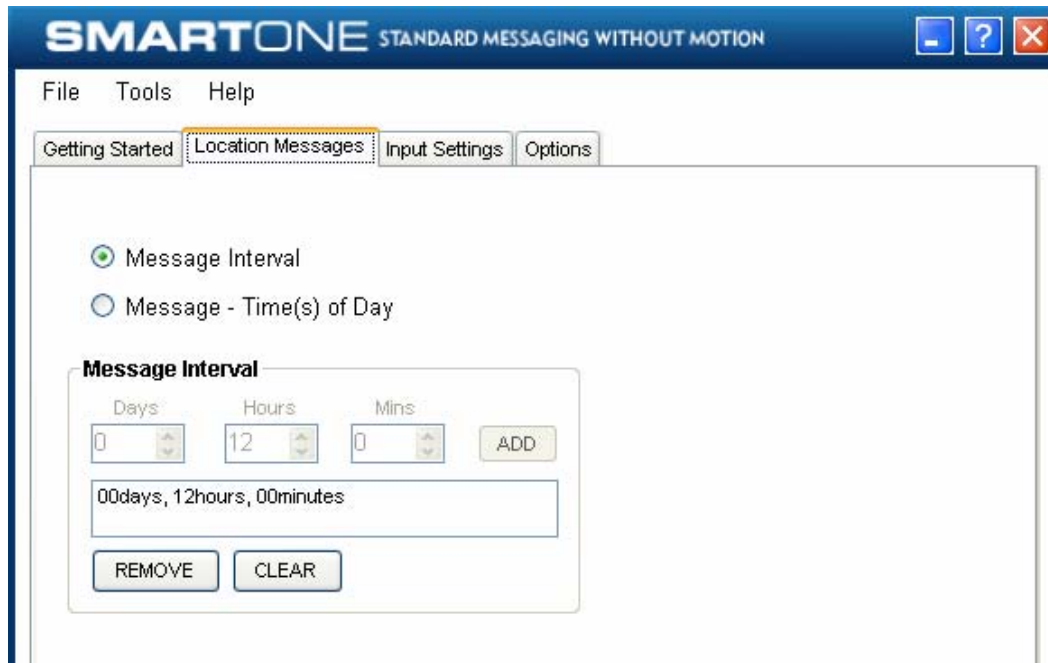 SMARTONE STANDARD MESSAGING WITHOUT MOTION ?
File Tools Help
Getting Started Location Messages Input Settings Options
Message Interval
Message - Time(s) of Day
Message Interval
Days Hours Mins
0 12 0 ADD
00days, 12hours, 00minutes
REMOVE CLEAR